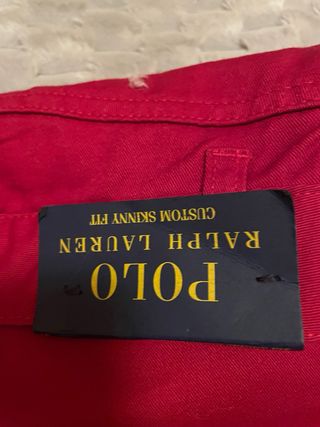 POLO
RALPH LAUREN
CUSTOM SKINNY FIT